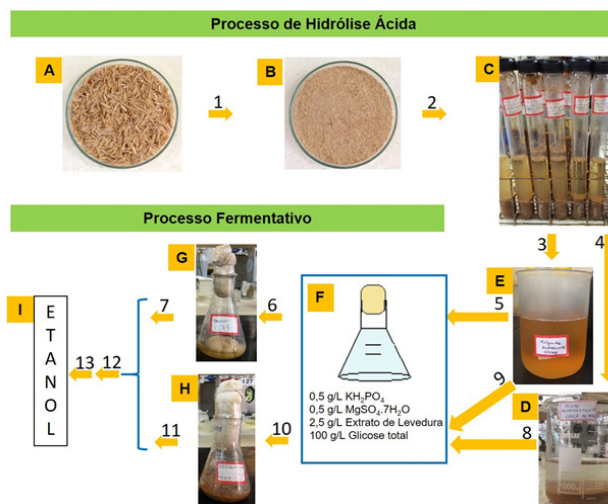 Processo de Hidrólise Ácida
A
1
B
2
C
3
4
Processo Fermentativo
G
7
6
F
5
E
I
E
T
A
N
O
L
13
12
9
H
0,5 g/L KH₂PO₄
0,5 g/L MgSO₄.7H₂O
2,5 g/L Extrato de Levedura
100 g/L Glicose total
D
11
10
8